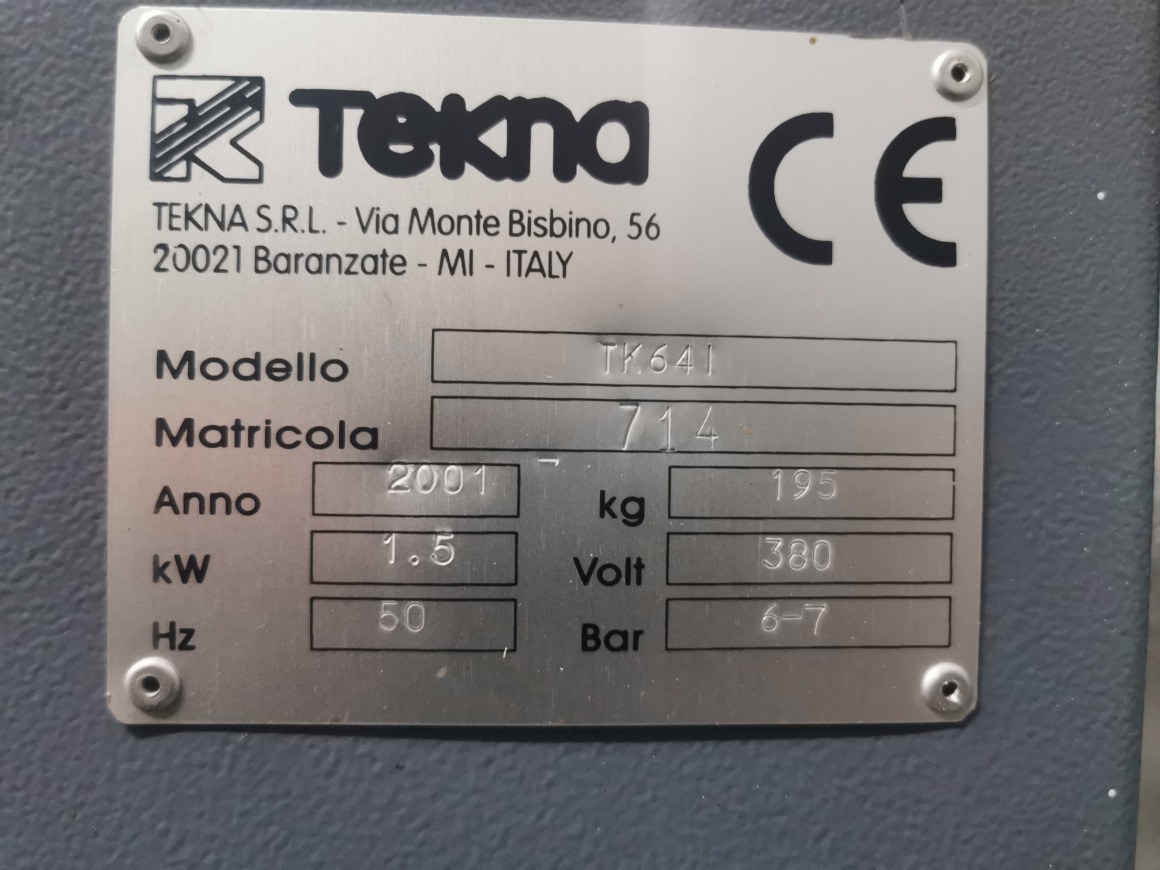 TK Tekna CE
TEKNA S.R.L. - Via Monte Bisbino, 56
20021 Baranzate - MI - ITALY
Modello TK641
Matricola 714
Anno 2001 kg 195
kW 1.5 Volt 380
Hz 50 Bar 6-7